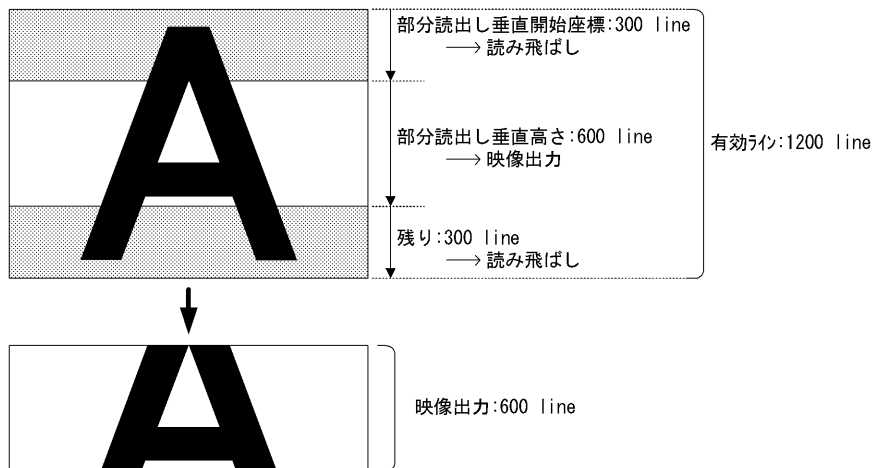 部分読出し垂直開始座標:300 line
→ 読み飛ばし
部分読出し垂直高さ:600 line
→ 映像出力
有効ﾗｲﾝ:1200 line
残り:300 line
→ 読み飛ばし
映像出力:600 line
A
A